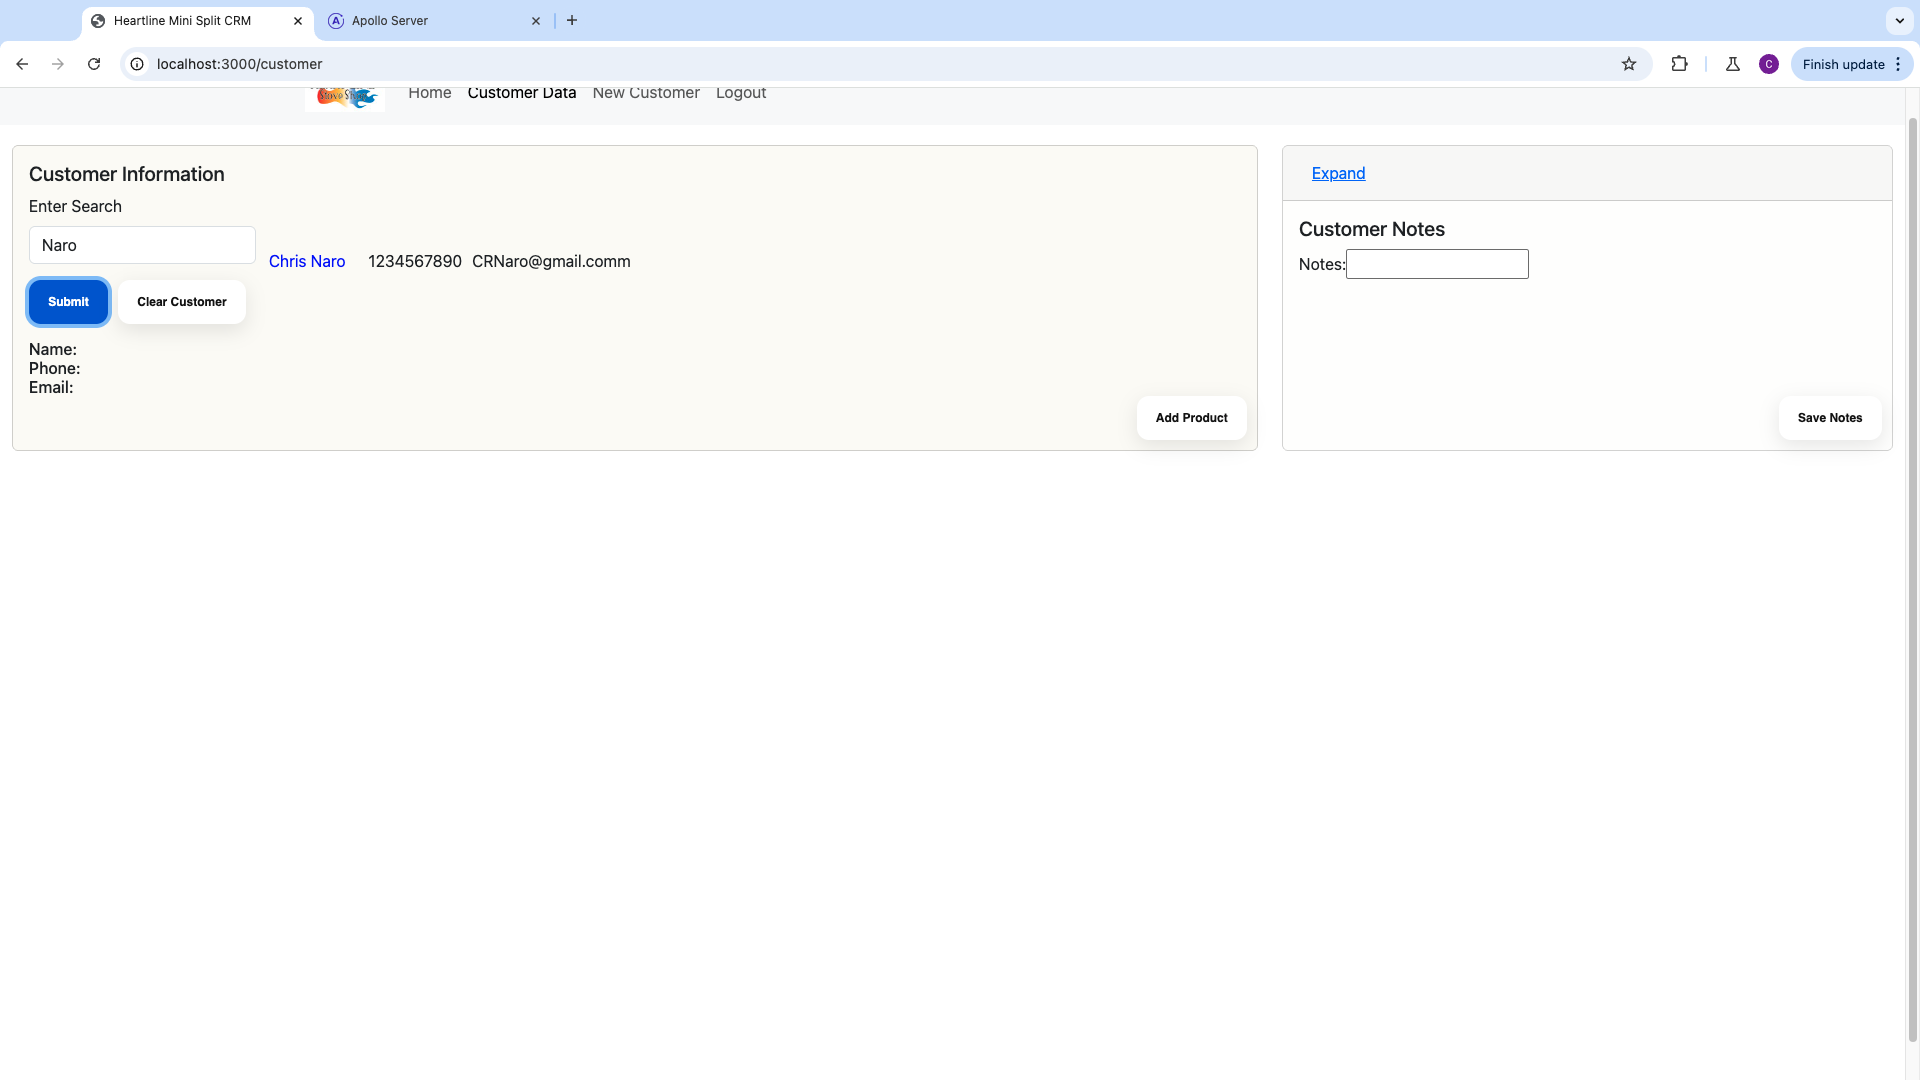 Heartline Mini Split CRM
Apollo Server
localhost:3000/customer
C
Finish update
Home Customer Data New Customer Logout
Customer Information
Enter Search
Naro
Chris Naro 1234567890 CRNaro@gmail.comm
Submit Clear Customer
Name:
Phone:
Email:
Add Product
Expand
Customer Notes
Notes:
Save Notes